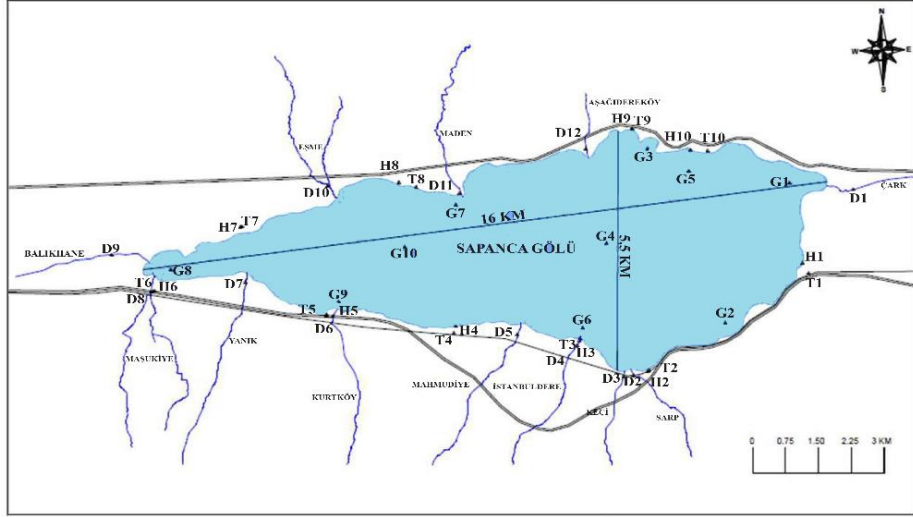 N
W E
S
AŞAĞIDEREKÖY
H9 T9
EŞME
MADEN
D12
G3
H10 T10
H8
T8
D11
D10
G5
G1
ÇARK
D1
G7
16 KM
H7 T7
BALIKHANE
D9
G10
SAPANCA GÖLÜ
G4
5,5 KM
H1
T1
G8
T6 H6
D8
D7
G9
T5 H5
D6
H4
T4
D5
G6
T3
H3
D4
G2
T2
D3 D2 H2
MAŞUKİYE
YANIK
KURTKÖY
MAHMUDİYE
İSTANBULDERE
KEÇİ
SARP
0 0.75 1.50 2.25 3 KM